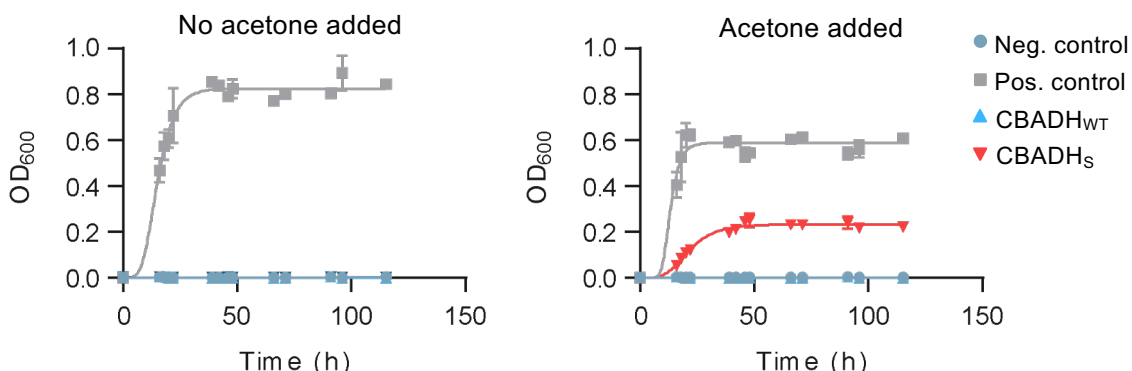 No acetone added
OD600
1.0
0.8
0.6
0.4
0.2
0.0
0
50
100
150
Time (h)
Acetone added
OD600
1.0
0.8
0.6
0.4
0.2
0.0
0
50
100
150
Time (h)
Neg. control
Pos. control
CBADHWT
CBADHS